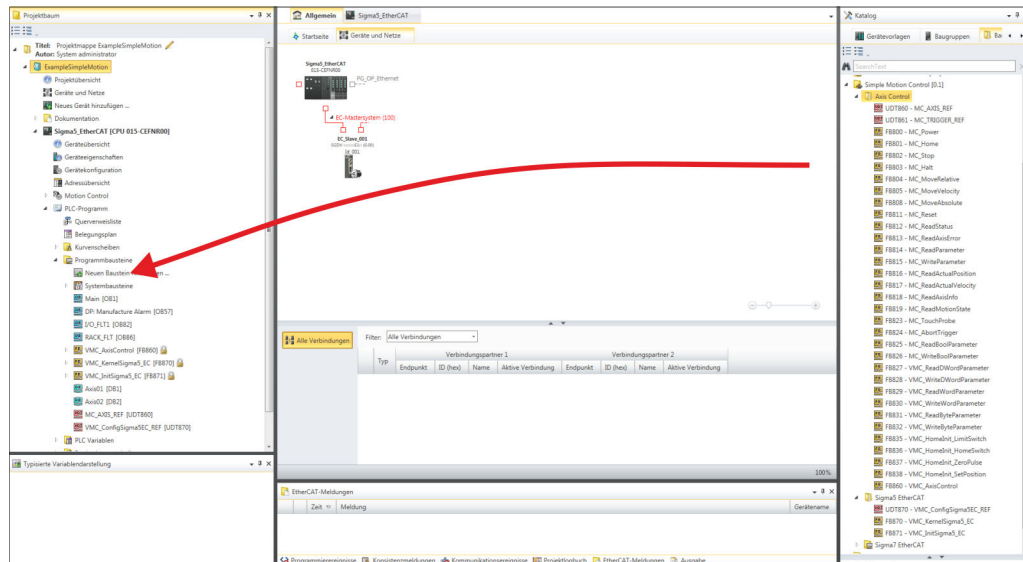 Projektbaum
Titel: Projektmappe ExampleSimpleMotion
Autor: System administrator
ExampleSimpleMotion
Projektübersicht
Geräte und Netze
Neues Gerät hinzufügen ...
Dokumentation
Sigma5_EtherCAT [CPU 015-CEFNR00]
Geräteübersicht
Geräteeigenschaften
Gerätekonfiguration
Adressübersicht
Motion Control
PLC-Programm
Querverweisliste
Belegungsplan
Kurvenscheiben
Programmbausteine
Neuen Baustein
Systembausteine
Main [OB1]
DPi Manufacture Alarm [OB57]
I/O_FLT1 [OB82]
RACK_FLT [OB86]
VMC_AxisControl [FB860]
VMC_KernelSigma5_EC [FB870]
VMC_InitSigma5_EC [FB871]
Axis01 [DB1]
Axis02 [DB2]
MC_AXIS_REF [UDT860]
VMC_ConfigSigma5EC_REF [UDT870]
PLC Variablen
Typisierte Variablendarstellung
Allgemein
Sigma5_EtherCAT
Startseite
Geräte und Netze
Sigma5_EtherCAT
015-CEFNR00
PG_OP_Ethernet
EC-Mastersystem (100)
EC_Slave_001
Alle Verbindungen
Filter: Alle Verbindungen
Typ
Verbindungspartner 1
Verbindungspartner 2
Endpunkt ID (hex) Name Aktive Verbindung Endpunkt ID (hex) Name Aktive Verbindung
100%
EtherCAT-Meldungen
Zeit Meldung Gerätename
Programmierereignisse Konsistenzmeldungen Kommunikationsereignisse Projektlogbuch EtherCAT-Meldungen Ausgabe
Katalog
Gerätevorlagen Baugruppen
SearchText
Simple Motion Control [0.1]
Axis Control
UDT860 - MC_AXIS_REF
UDT861 - MC_TRIGGER_REF
FB800 - MC_Power
FB801 - MC_Home
FB802 - MC_Stop
FB803 - MC_Halt
FB804 - MC_MoveRelative
FB805 - MC_MoveVelocity
FB808 - MC_MoveAbsolute
FB811 - MC_Reset
FB812 - MC_ReadStatus
FB813 - MC_ReadAxisError
FB814 - MC_ReadParameter
FB815 - MC_WriteParameter
FB816 - MC_ReadActualPosition
FB817 - MC_ReadActualVelocity
FB818 - MC_ReadAxisInfo
FB819 - MC_ReadMotionState
FB823 - MC_TouchProbe
FB824 - MC_AbortTrigger
FB825 - MC_ReadBoolParameter
FB826 - MC_WriteBoolParameter
FB827 - VMC_ReadDWordParameter
FB828 - VMC_WriteDWordParameter
FB829 - VMC_ReadWordParameter
FB830 - VMC_WriteWordParameter
FB831 - VMC_ReadByteParameter
FB832 - VMC_WriteByteParameter
FB835 - VMC_HomeInit_LimitSwitch
FB836 - VMC_HomeInit_HomeSwitch
FB837 - VMC_HomeInit_ZeroPulse
FB838 - VMC_HomeInit_SetPosition
FB860 - VMC_AxisControl
Sigma5 EtherCAT
UDT870 - VMC_ConfigSigma5EC_REF
FB870 - VMC_KernelSigma5_EC
FB871 - VMC_InitSigma5_EC
Sigma7 EtherCAT